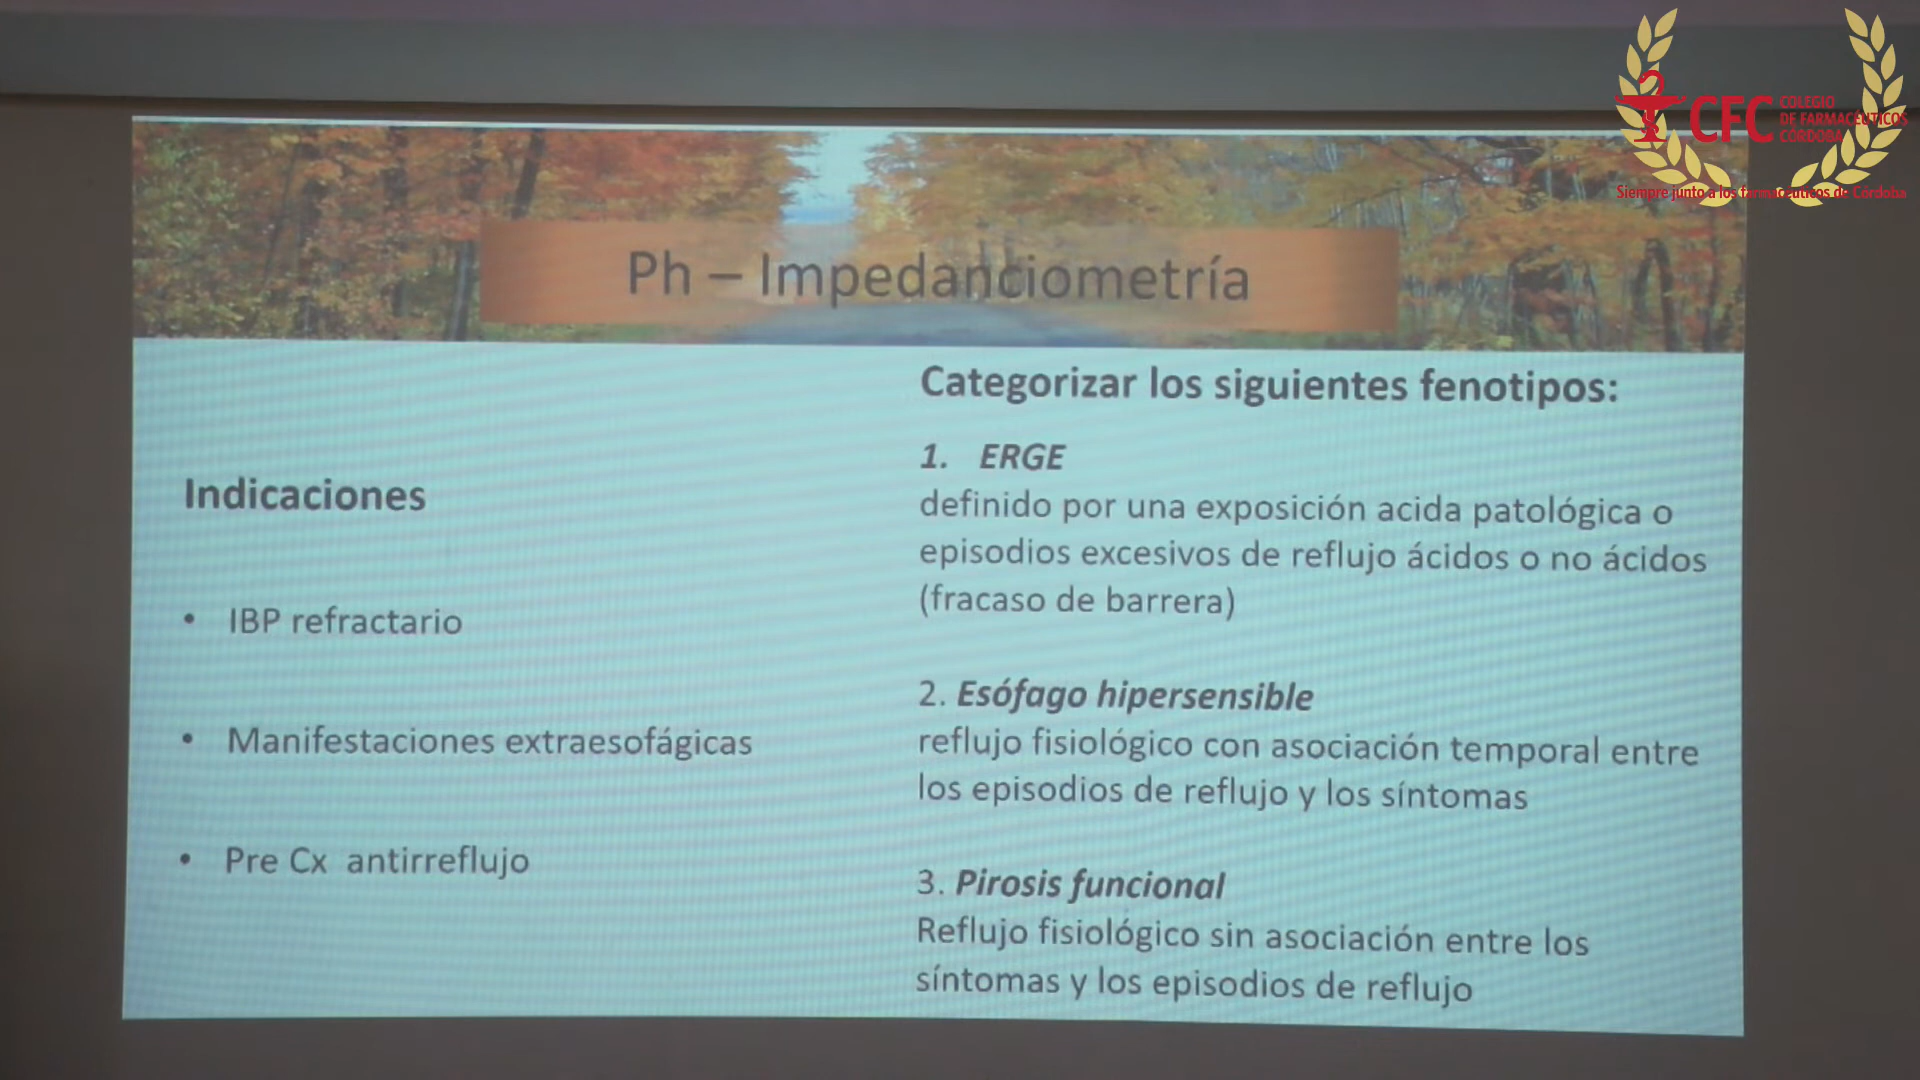 CFC
COLEGIO
DE FARMACÉUTICOS
CÓRDOBA
Siempre junto a los farmacéuticos de Córdoba
Ph – Impedanciometría
Indicaciones
• IBP refractario
• Manifestaciones extraesofágicas
• Pre Cx antirreflujo
Categorizar los siguientes fenotipos:
1. ERGE
definido por una exposición acida patológica o
episodios excesivos de reflujo ácidos o no ácidos
(fracaso de barrera)
2. Esófago hipersensible
reflujo fisiológico con asociación temporal entre
los episodios de reflujo y los síntomas
3. Pirosis funcional
Reflujo fisiológico sin asociación entre los
síntomas y los episodios de reflujo